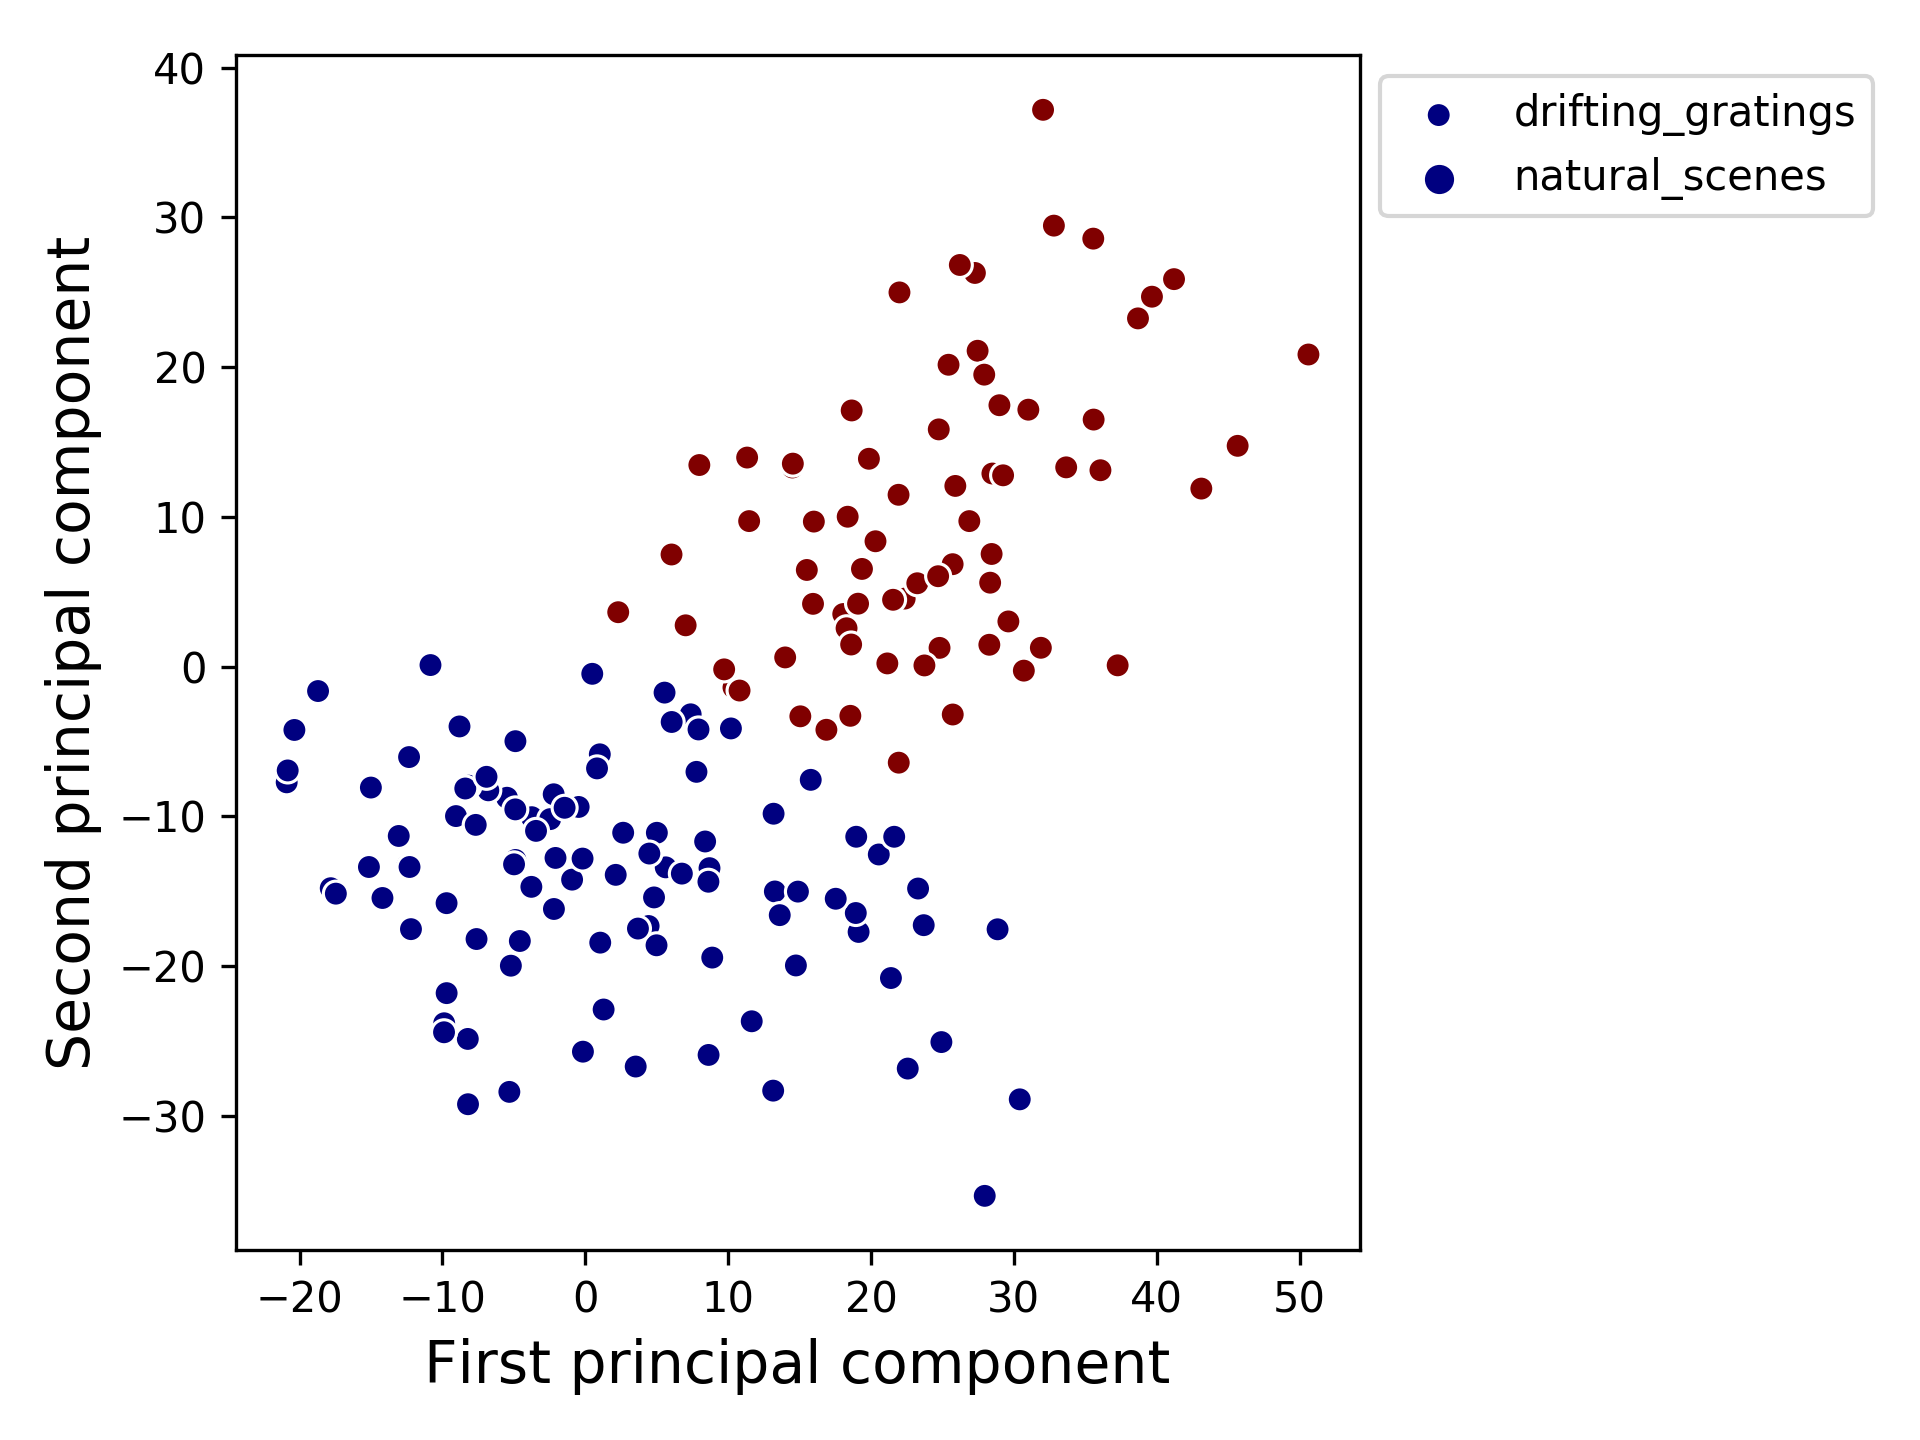 40
30
20
10
0
−10
−20
−30
Second principal component
−20 −10 0 10 20 30 40 50
First principal component
drifting_gratings
natural_scenes